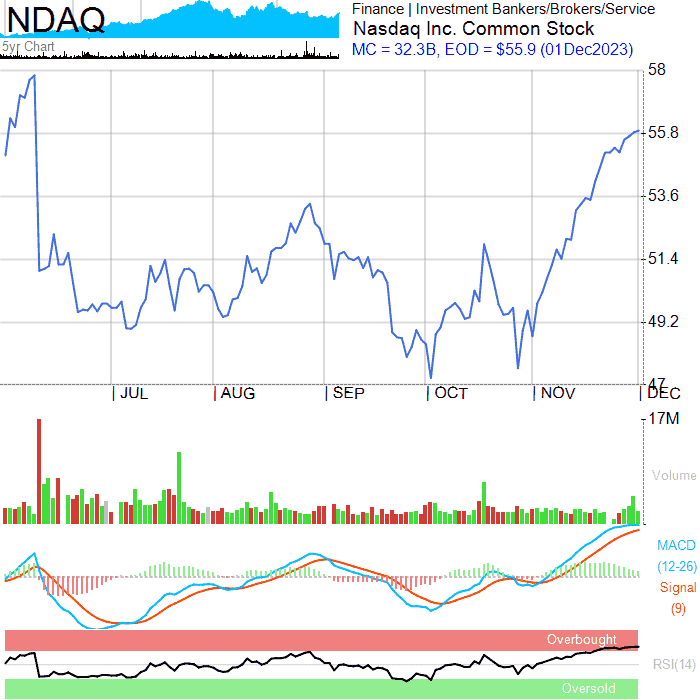 NDAQ
5yr Chart
Finance | Investment Bankers/Brokers/Service
Nasdaq Inc. Common Stock
MC = 32.3B, EOD = $55.9 (01Dec2023)
58
55.8
53.6
51.4
49.2
47
JUL
AUG
SEP
OCT
NOV
DEC
17M
Volume
MACD
(12-26)
Signal
(9)
Overbought
RSI(14)
Oversold